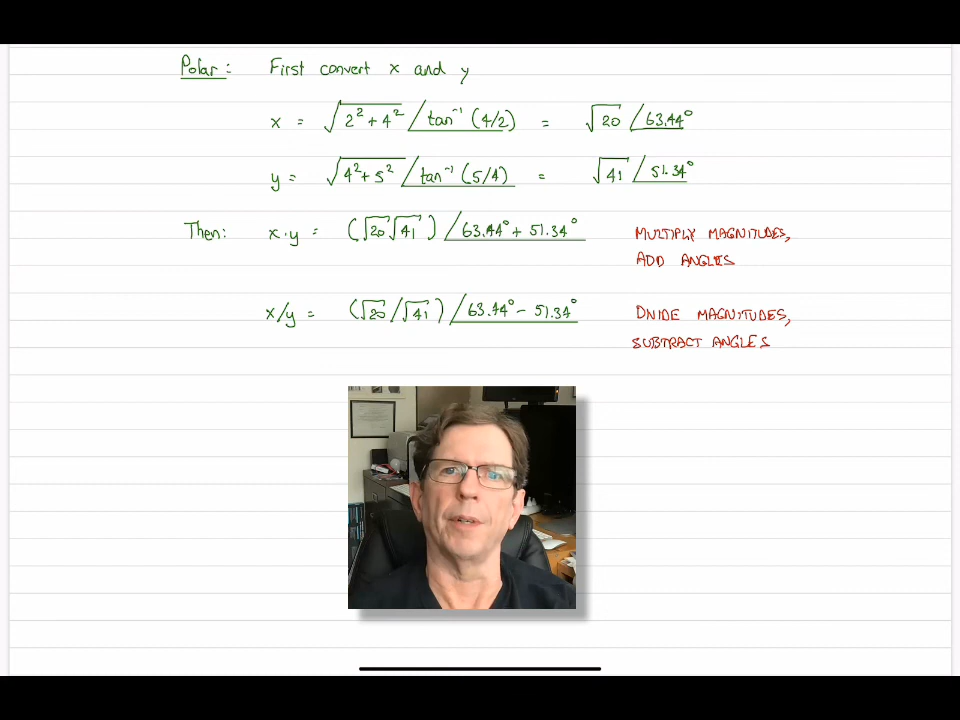 Polar: First convert x and y
x = √2² + 4² /tan⁻¹ (4/2) = √20 /63.44°
y = √4² + 5² /tan⁻¹ (5/4) = √41 /51.34°
Then: x·y = (√20 √41) /63.44° + 51.34° MULTIPLY MAGNITUDES,
ADD ANGLES
x/y = (√20/√41) /63.44° − 51.34° DIVIDE MAGNITUDES,
SUBTRACT ANGLES